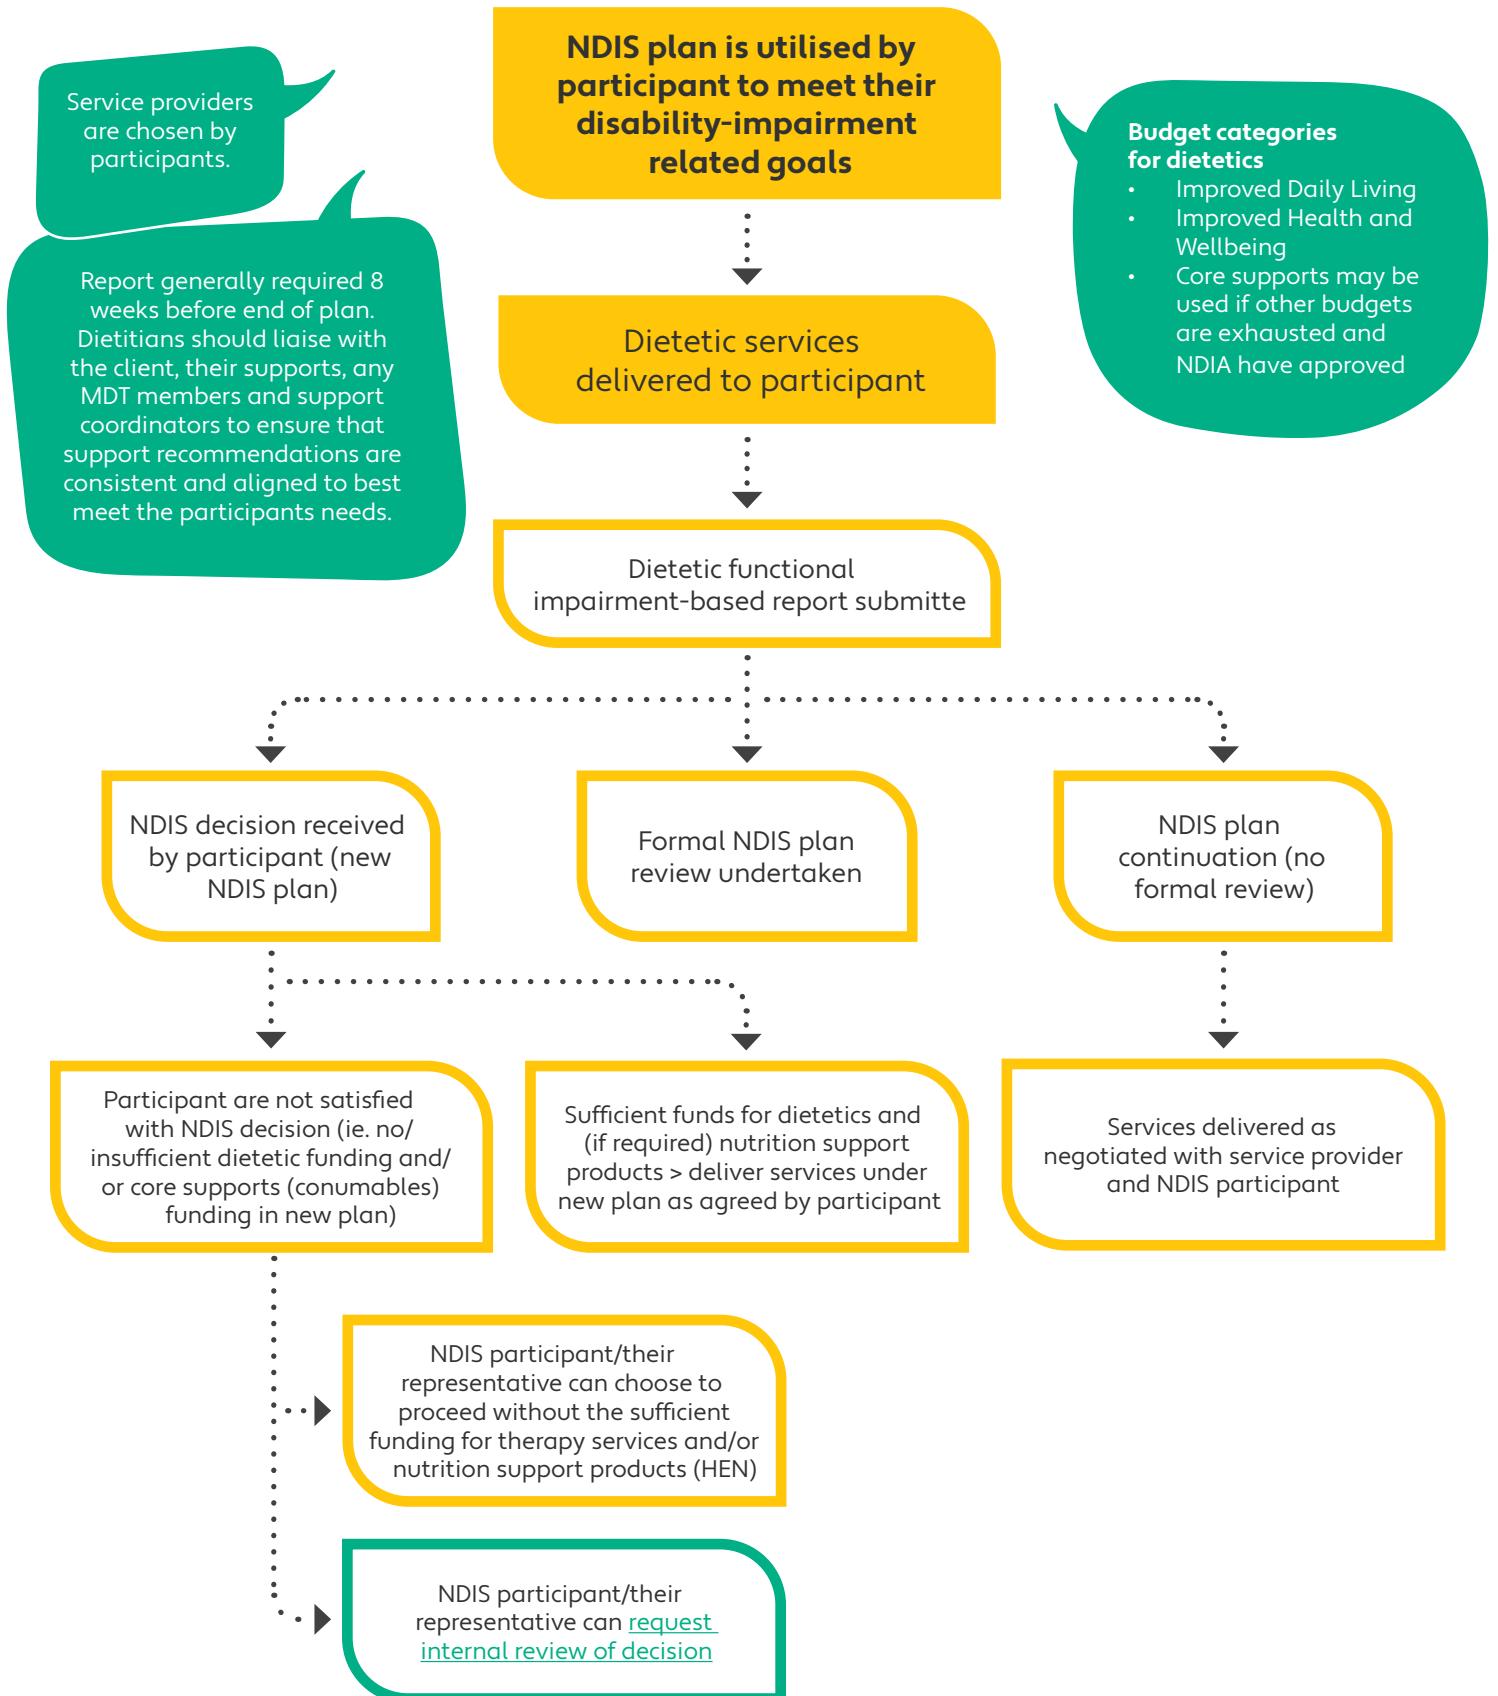 NDIS plan is utilised by
participant to meet their
disability-impairment
related goals
Service providers
are chosen by
participants.
Budget categories
for dietetics
• Improved Daily Living
• Improved Health and
Wellbeing
• Core supports may be
used if other budgets
are exhausted and
NDIA have approved
Report generally required 8
weeks before end of plan.
Dietitians should liaise with
the client, their supports, any
MDT members and support
coordinators to ensure that
support recommendations are
consistent and aligned to best
meet the participants needs.
Dietetic services
delivered to participant
Dietetic functional
impairment-based report submitte
NDIS decision received
by participant (new
NDIS plan)
Formal NDIS plan
review undertaken
NDIS plan
continuation (no
formal review)
Participant are not satisfied
with NDIS decision (ie. no/
insufficient dietetic funding and/
or core supports (conumables)
funding in new plan)
Sufficient funds for dietetics and
(if required) nutrition support
products > deliver services under
new plan as agreed by participant
Services delivered as
negotiated with service provider
and NDIS participant
NDIS participant/their
representative can choose to
proceed without the sufficient
funding for therapy services and/or
nutrition support products (HEN)
NDIS participant/their
representative can request
internal review of decision